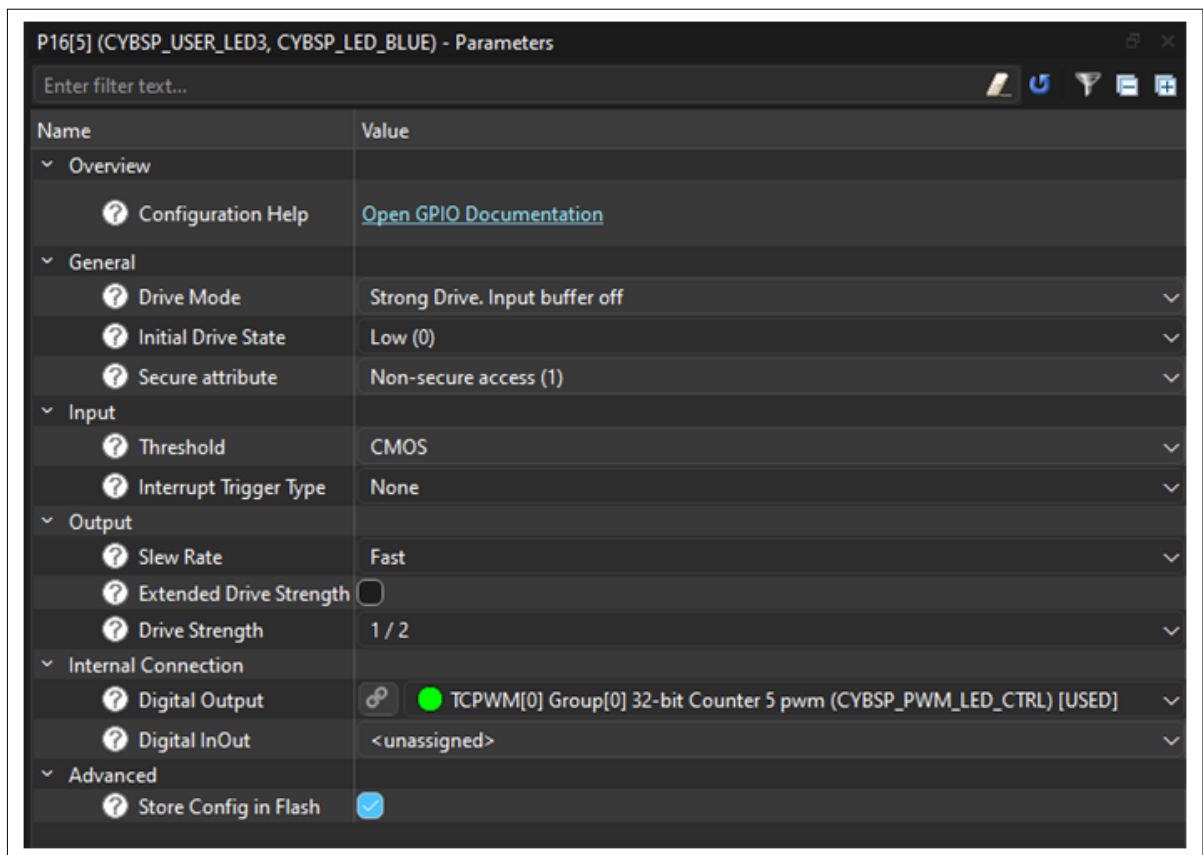 P16[5] (CYBSP_USER_LED3, CYBSP_LED_BLUE) - Parameters
Enter filter text...
Name Value
Overview
Configuration Help Open GPIO Documentation
General
Drive Mode Strong Drive. Input buffer off
Initial Drive State Low (0)
Secure attribute Non-secure access (1)
Input
Threshold CMOS
Interrupt Trigger Type None
Output
Slew Rate Fast
Extended Drive Strength
Drive Strength 1 / 2
Internal Connection
Digital Output TCPWM[0] Group[0] 32-bit Counter 5 pwm (CYBSP_PWM_LED_CTRL) [USED]
Digital InOut <unassigned>
Advanced
Store Config in Flash